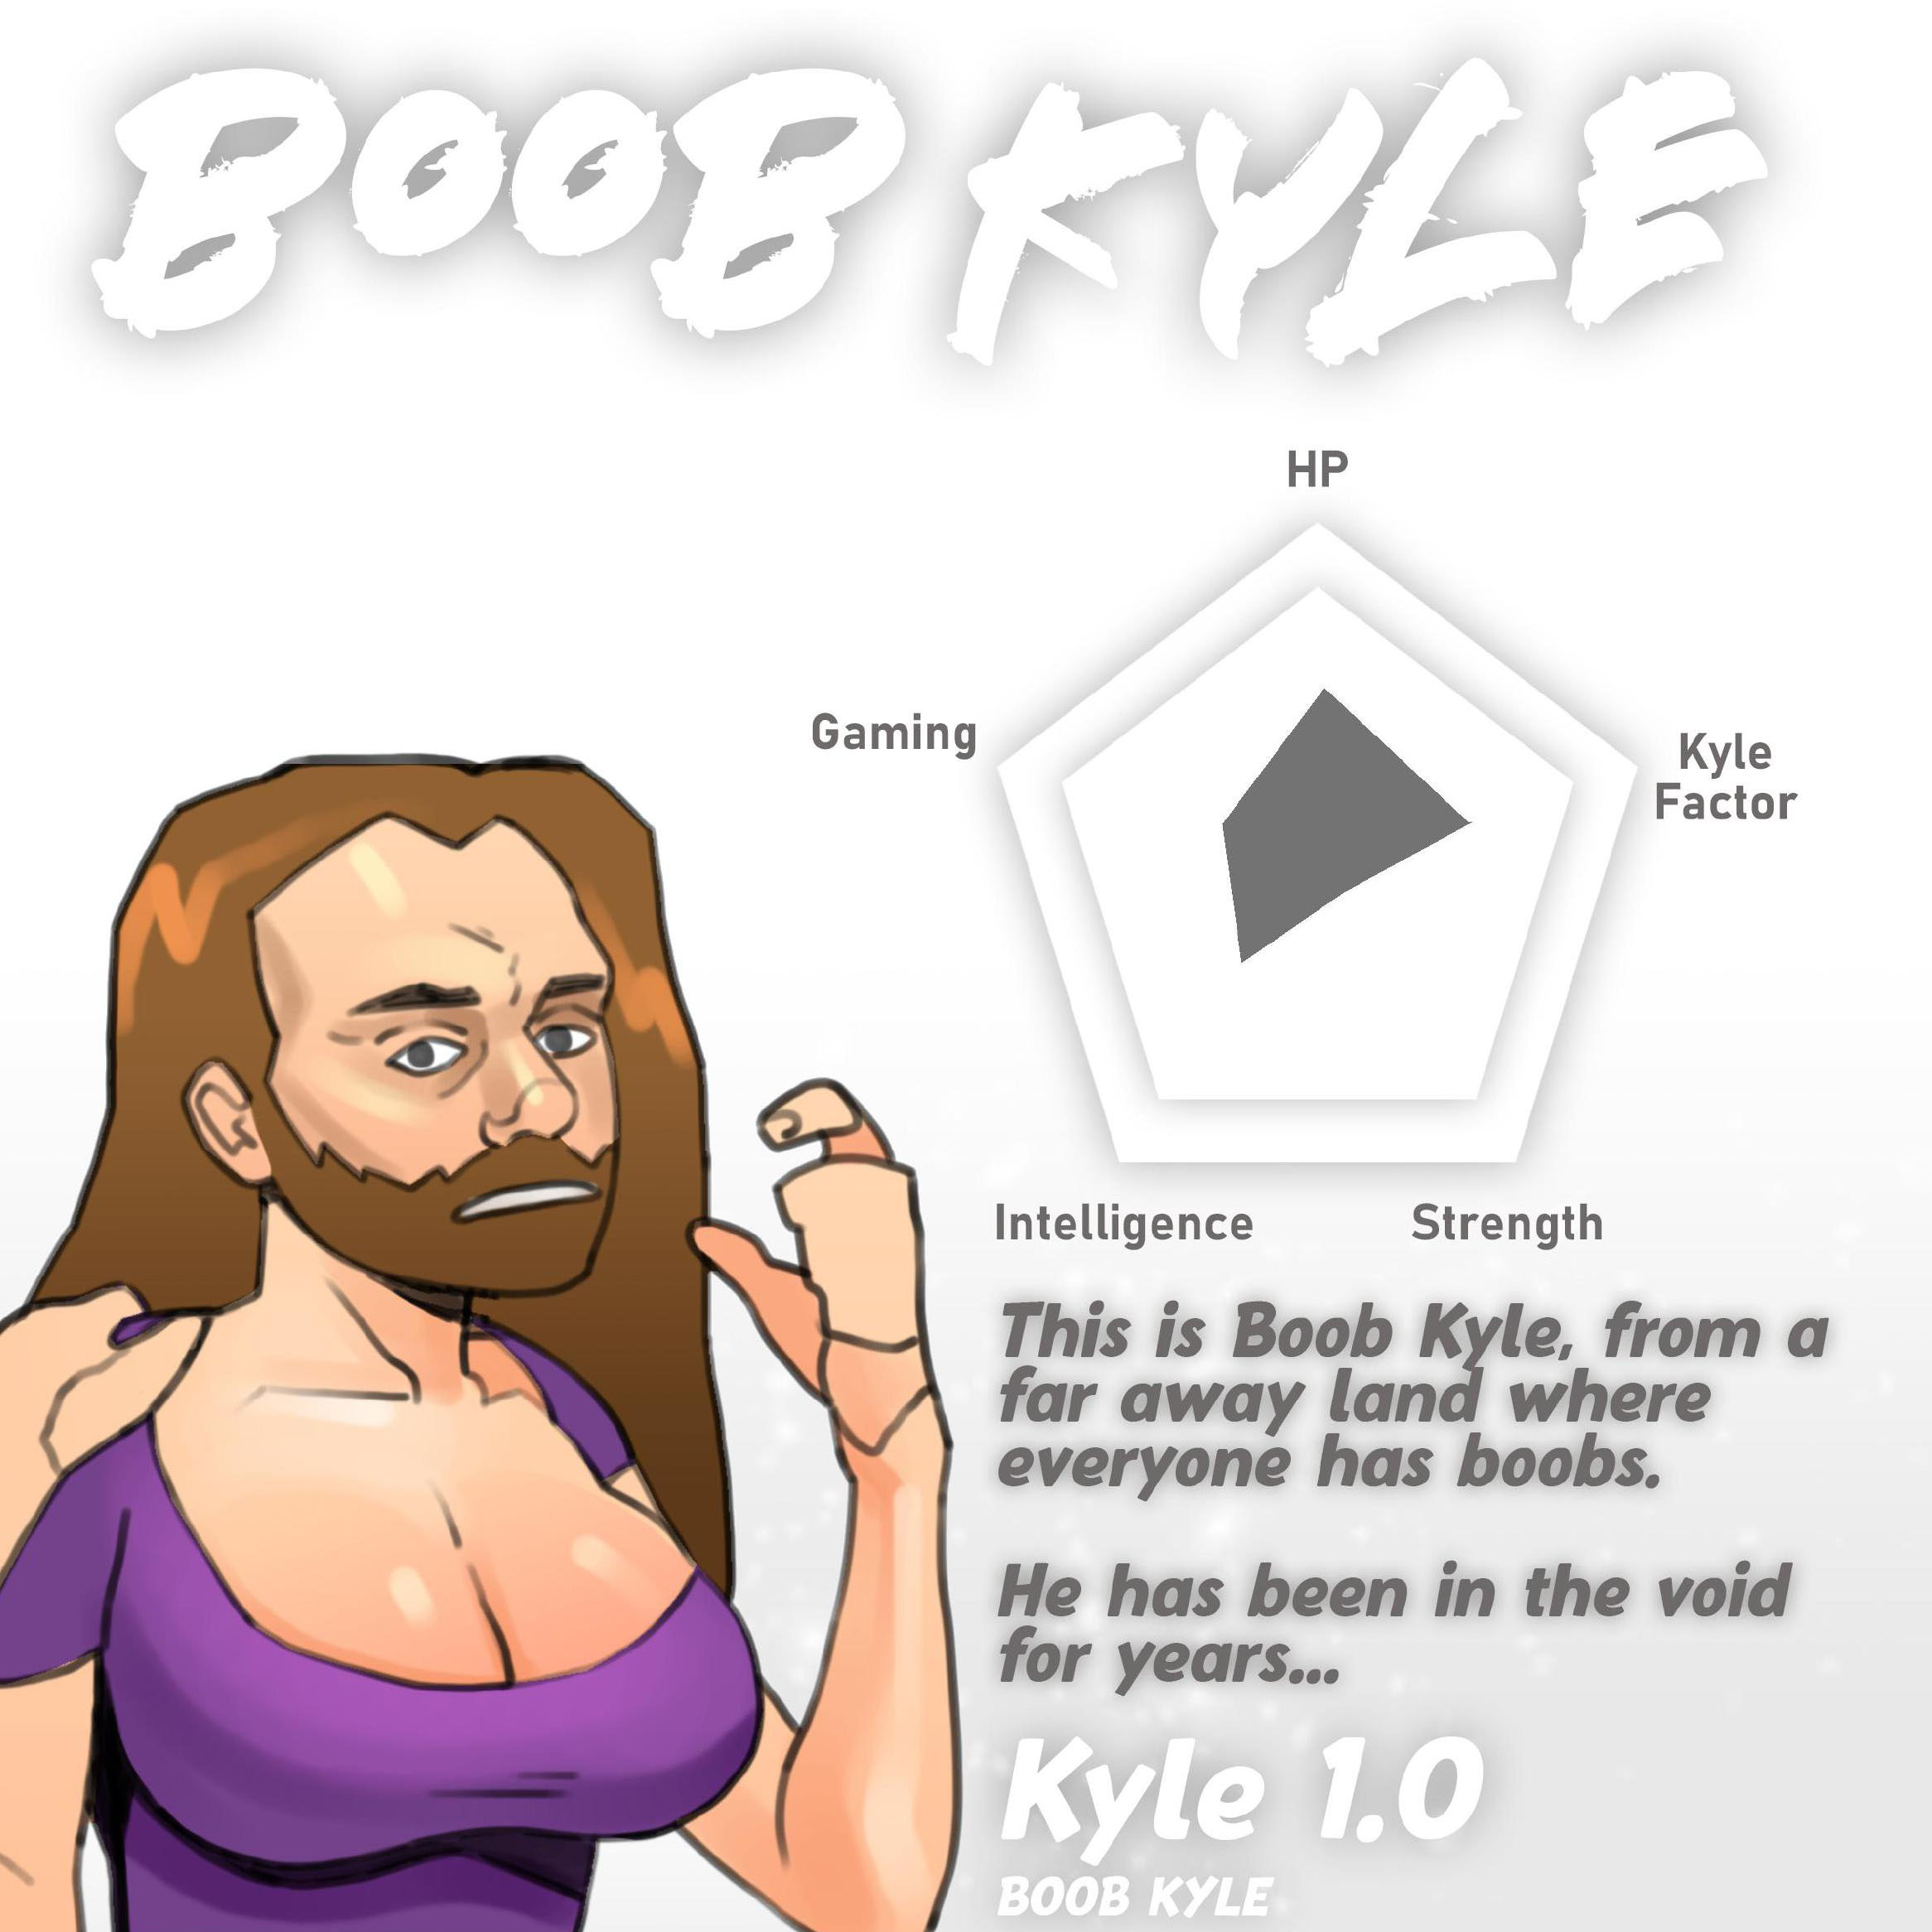 BOOB KYLE
HP
Gaming
Kyle
Factor
Intelligence
Strength
This is Boob Kyle, from a
far away land where
everyone has boobs.
He has been in the void
for years...
Kyle 1.0
BOOB KYLE